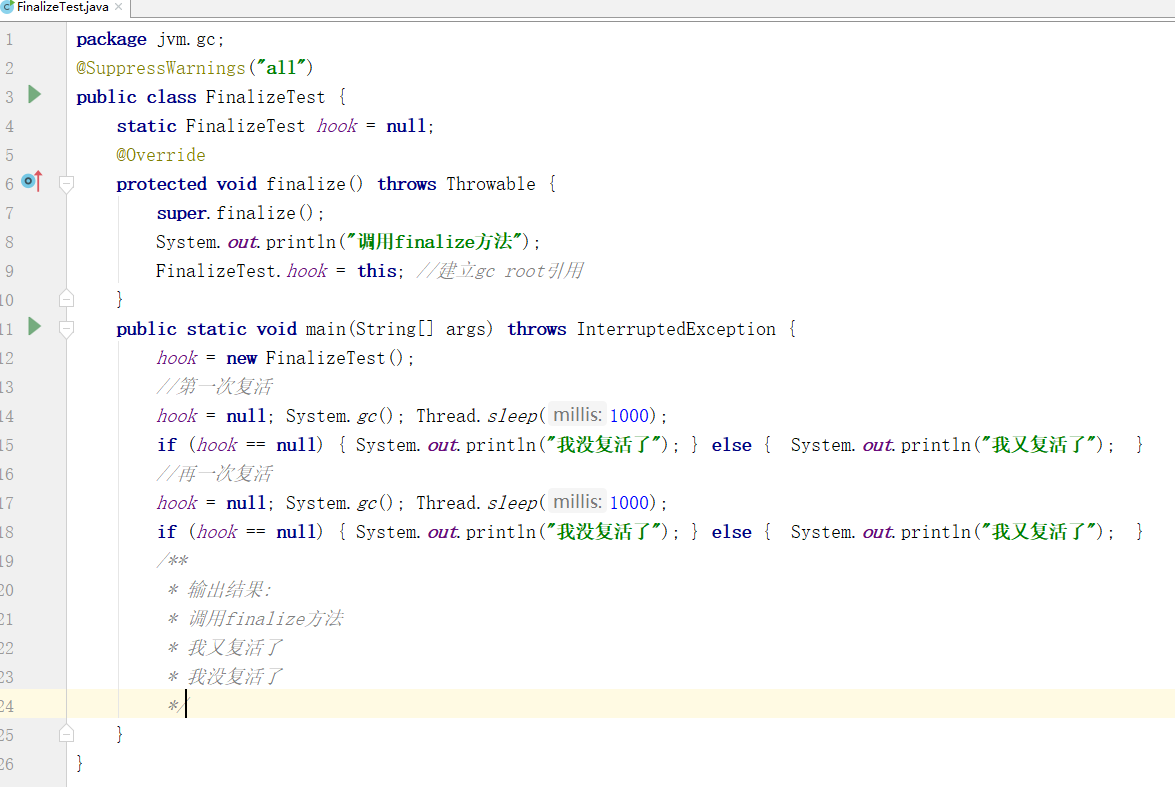 FinalizeTest.java
1 package jvm.gc;
2 @SuppressWarnings("all")
3 public class FinalizeTest {
4 static FinalizeTest hook = null;
5 @Override
6 protected void finalize() throws Throwable {
7 super.finalize();
8 System.out.println("调用finalize方法");
9 FinalizeTest.hook = this; //建立gc root引用
10 }
11 public static void main(String[] args) throws InterruptedException {
12 hook = new FinalizeTest();
13 //第一次复活
14 hook = null; System.gc(); Thread.sleep( millis: 1000);
15 if (hook == null) { System.out.println("我没复活了"); } else { System.out.println("我又复活了"); }
16 //再一次复活
17 hook = null; System.gc(); Thread.sleep( millis: 1000);
18 if (hook == null) { System.out.println("我没复活了"); } else { System.out.println("我又复活了"); }
19 /**
20 * 输出结果:
21 * 调用finalize方法
22 * 我又复活了
23 * 我没复活了
24 */
25 }
26 }